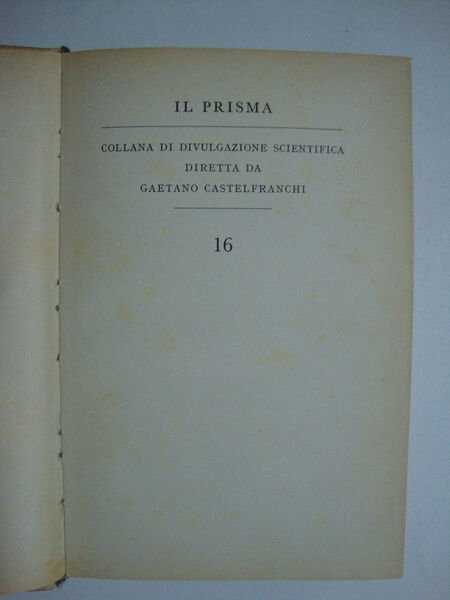 IL PRISMA
COLLANA DI DIVULGAZIONE SCIENTIFICA
DIRETTA DA
GAETANO CASTELFRANCHI
16